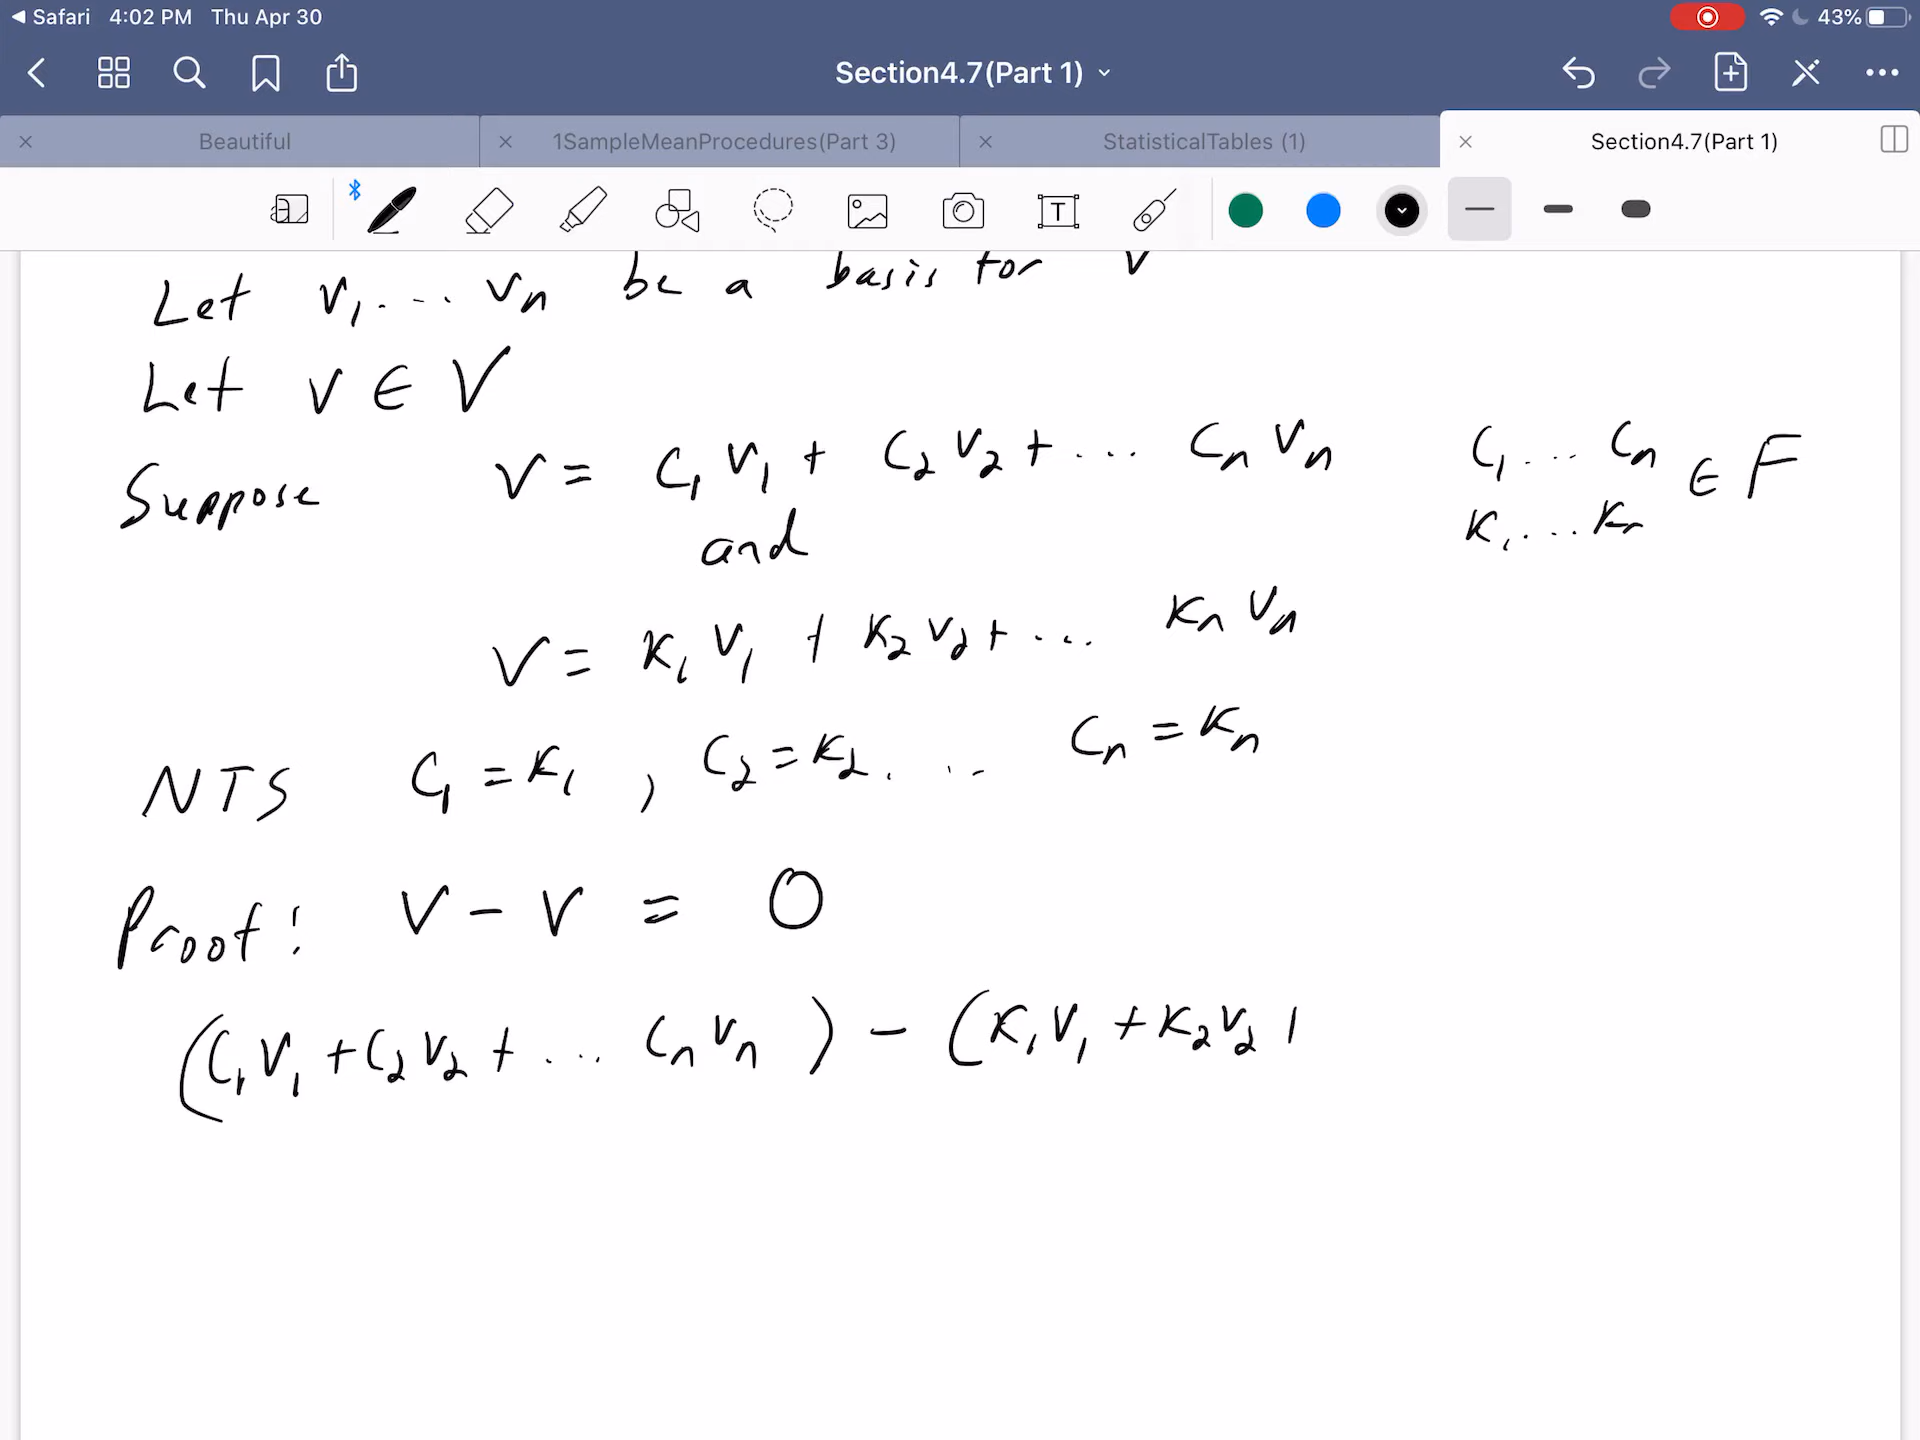 Safari 4:02 PM Thu Apr 30 43%
Section4.7(Part 1)
Beautiful 1SampleMeanProcedures(Part 3) StatisticalTables (1) Section4.7(Part 1)
Let v₁. ... vₙ be a basis for V
Let v ∈ V
Suppose v = c₁ v₁ + c₂ v₂ + ... cₙ vₙ c₁ ... cₙ ∈ F
and k₁ ... kₙ
v = k₁ v₁ + k₂ v₂ + ... kₙ vₙ
NTS c₁ = k₁ , c₂ = k₂ . ... cₙ = kₙ
Proof: v - v = 0
(c₁ v₁ + c₂ v₂ + ... cₙ vₙ ) - (k₁ v₁ + k₂ v₂ |